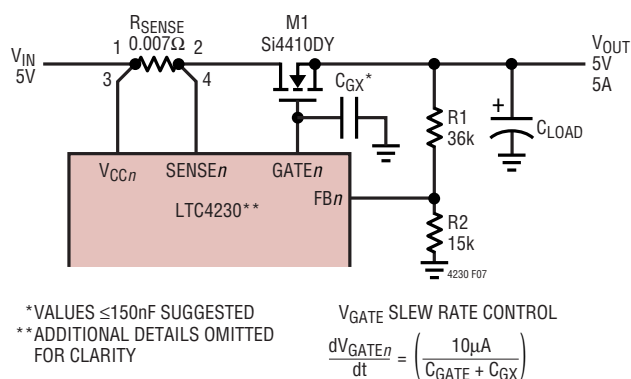 RSENSE
0.007Ω
M1
Si4410DY
VIN
5V
1
2
3
4
CGX*
VOUT
5V
5A
R1
36k
+
CLOAD
VCCn
SENSEn
GATEn
FBn
LTC4230**
R2
15k
4230 F07
*VALUES ≤150nF SUGGESTED
**ADDITIONAL DETAILS OMITTED
FOR CLARITY
VGATE SLEW RATE CONTROL
dVGATEn
dt
= (10µA
CGATE + CGX)